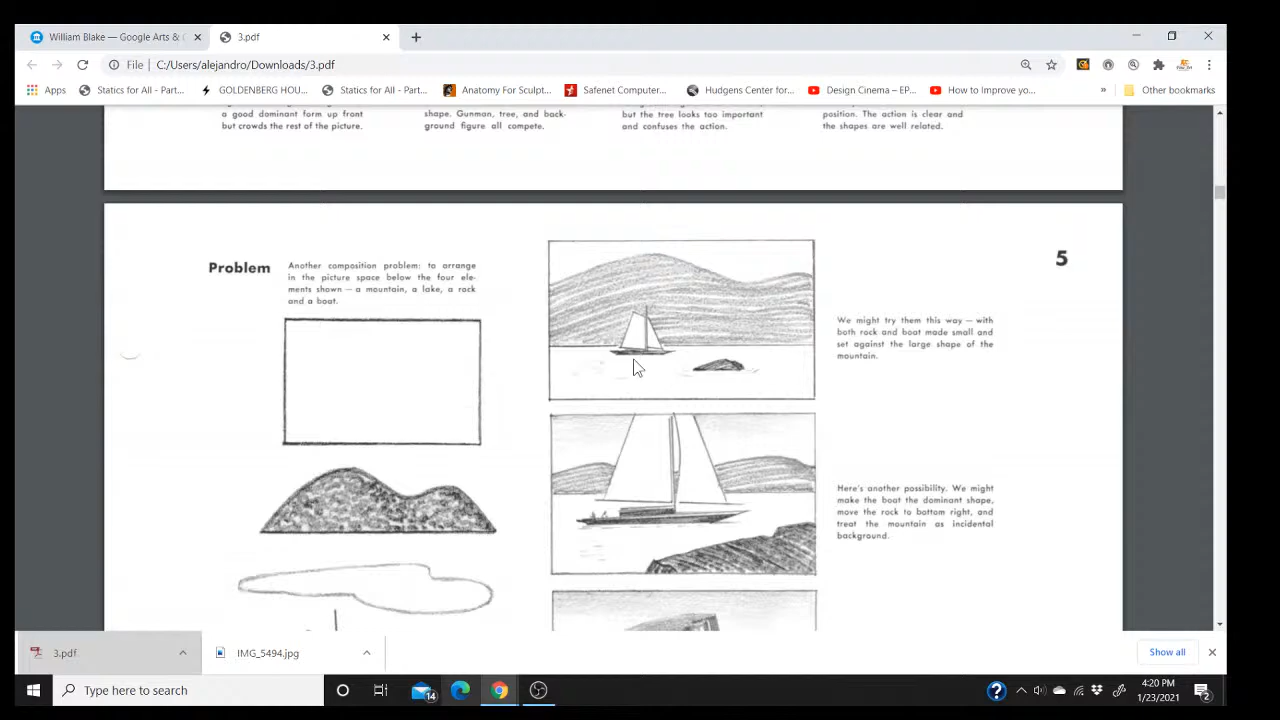 William Blake — Google Arts & C
3.pdf
File
C:/Users/alejandro/Downloads/3.pdf
Apps
Statics for All - Part...
GOLDENBERG HOU...
Statics for All - Part...
Anatomy For Sculpt...
Safenet Computer...
Hudgens Center for...
Design Cinema – EP...
How to Improve yo...
»
Other bookmarks
a good dominant form up front
but crowds the rest of the picture.
shape. Gunman, tree, and back-
ground figure all compete.
but the tree looks too important
and confuses the action.
position. The action is clear and
the shapes are well related.
Problem
Another composition problem: to arrange
in the picture space below the four ele-
ments shown — a mountain, a lake, a rock
and a boat.
5
We might try them this way — with
both rock and boat made small and
set against the large shape of the
mountain.
Here's another possibility. We might
make the boat the dominant shape,
move the rock to bottom right, and
treat the mountain as incidental
background.
3.pdf
IMG_5494.jpg
Show all
Type here to search
14
4:20 PM
1/23/2021
2